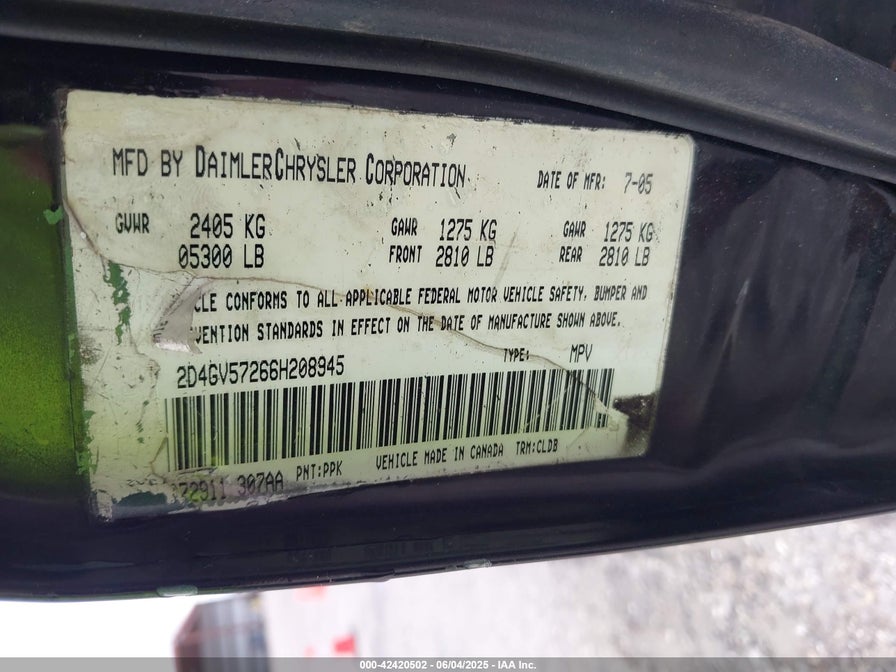 MFD BY DAIMLERCHRYSLER CORPORATION DATE OF MFR: 7-05
GVWR 2405 KG GAWR 1275 KG GAWR 1275 KG
05300 LB FRONT 2810 LB REAR 2810 LB
CLE CONFORMS TO ALL APPLICABLE FEDERAL MOTOR VEHICLE SAFETY, BUMPER AND
VENTION STANDARDS IN EFFECT ON THE DATE OF MANUFACTURE SHOWN ABOVE.
2D4GV57266H208945 TYPE: MPV
PNT:PPK VEHICLE MADE IN CANADA TRM:CLDB
72911 307AA
000-42420502 - 06/04/2025 - IAA Inc.